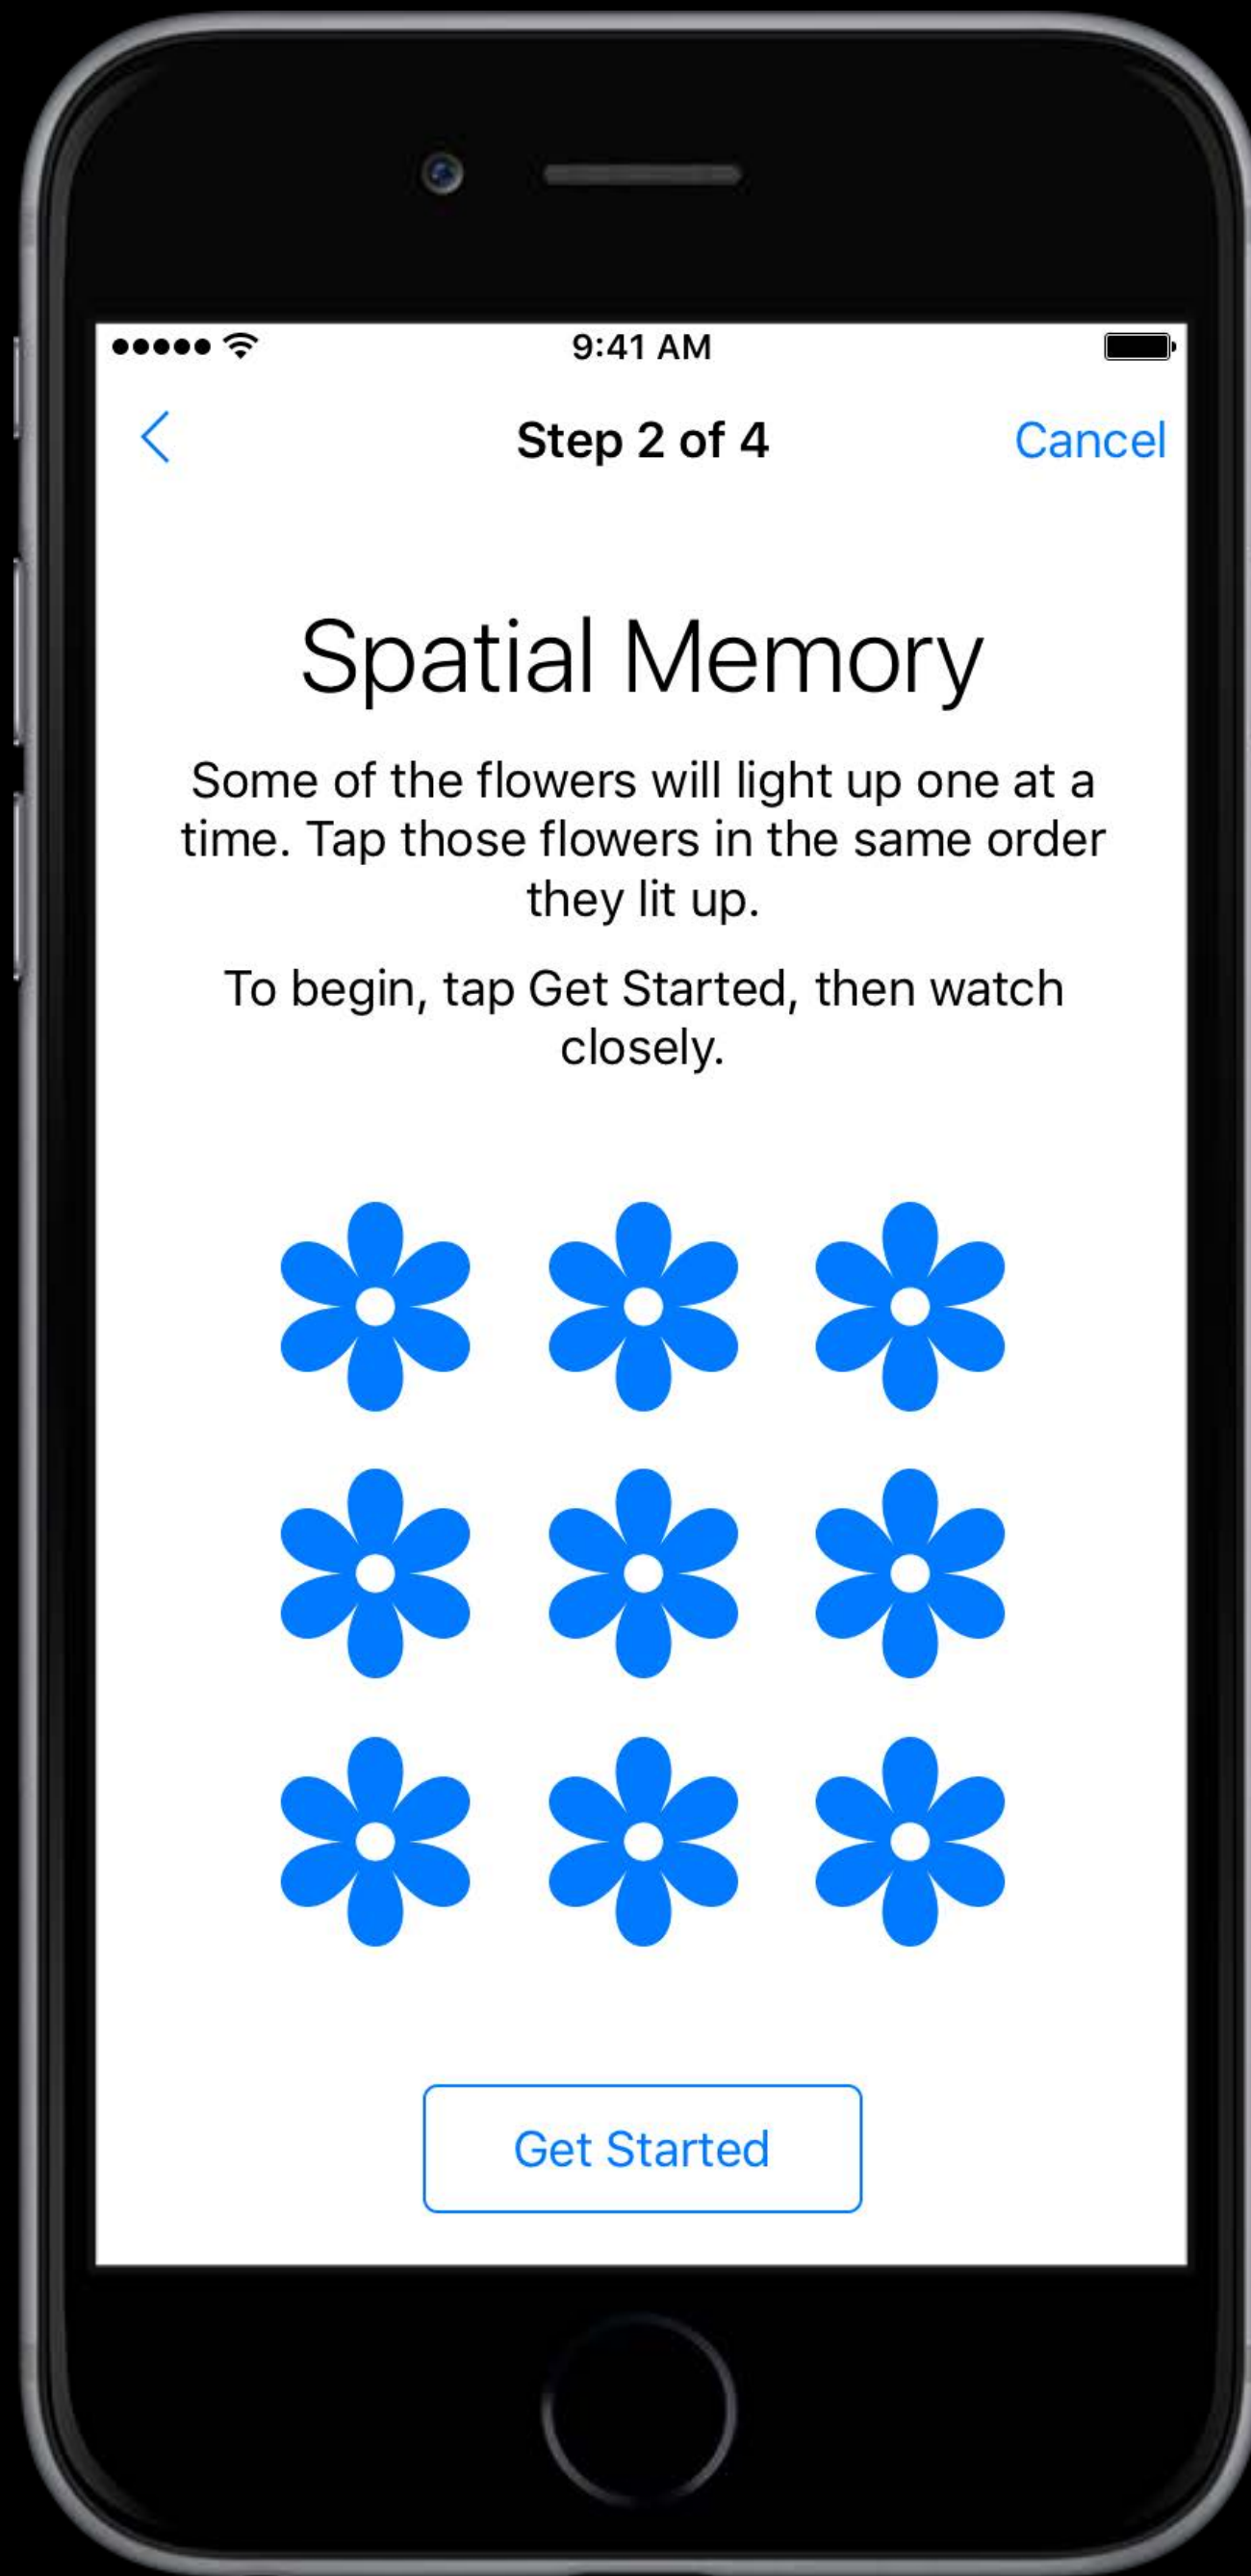 9:41 AM
Step 2 of 4
Cancel
Spatial Memory
Some of the flowers will light up one at a
time. Tap those flowers in the same order
they lit up.
To begin, tap Get Started, then watch
closely.
Get Started